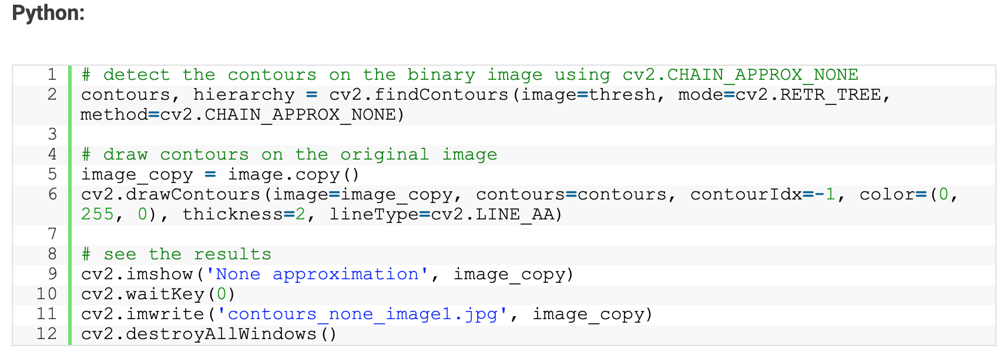 Python:
1 # detect the contours on the binary image using cv2.CHAIN_APPROX_NONE
2 contours, hierarchy = cv2.findContours(image=thresh, mode=cv2.RETR_TREE,
method=cv2.CHAIN_APPROX_NONE)
3
4 # draw contours on the original image
5 image_copy = image.copy()
6 cv2.drawContours(image=image_copy, contours=contours, contourIdx=-1, color=(0,
255, 0), thickness=2, lineType=cv2.LINE_AA)
7
8 # see the results
9 cv2.imshow('None approximation', image_copy)
10 cv2.waitKey(0)
11 cv2.imwrite('contours_none_image1.jpg', image_copy)
12 cv2.destroyAllWindows()